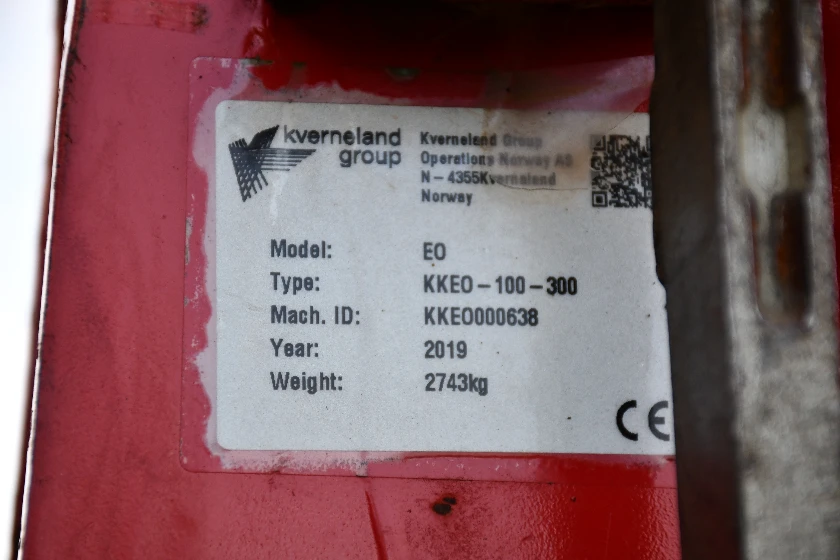 kverneland
group
Kverneland Group
Operations Norway AS
N – 4355Kverneland
Norway
Model: EO
Type: KKEO – 100 – 300
Mach. ID: KKEO000638
Year: 2019
Weight: 2743kg
CE